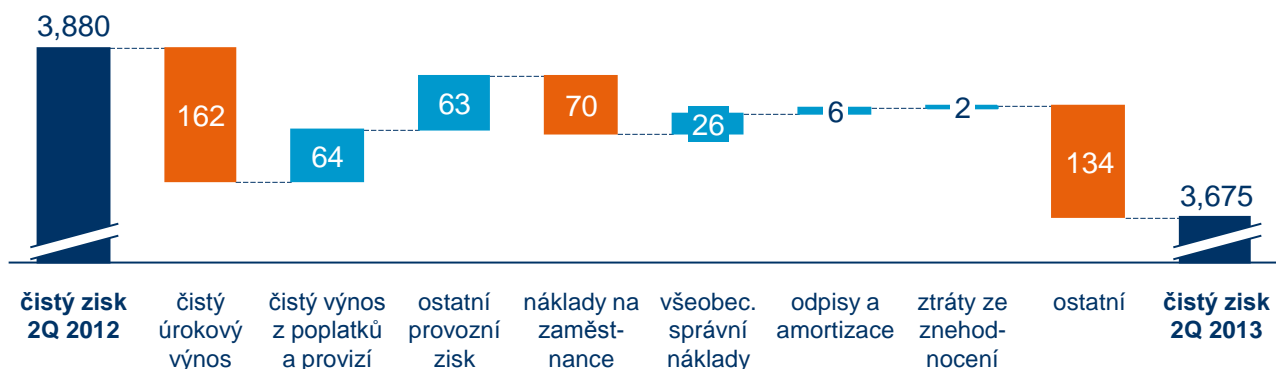 3,880
162
64
63
70
26
6
2
134
3,675
čistý zisk
2Q 2012
čistý
úrokový
výnos
čistý výnos
z poplatků
a provizí
ostatní
provozní
zisk
náklady na
zaměst-
nance
všeobec.
správní
náklady
odpisy a
amortizace
ztráty ze
znehod-
nocení
ostatní
čistý zisk
2Q 2013